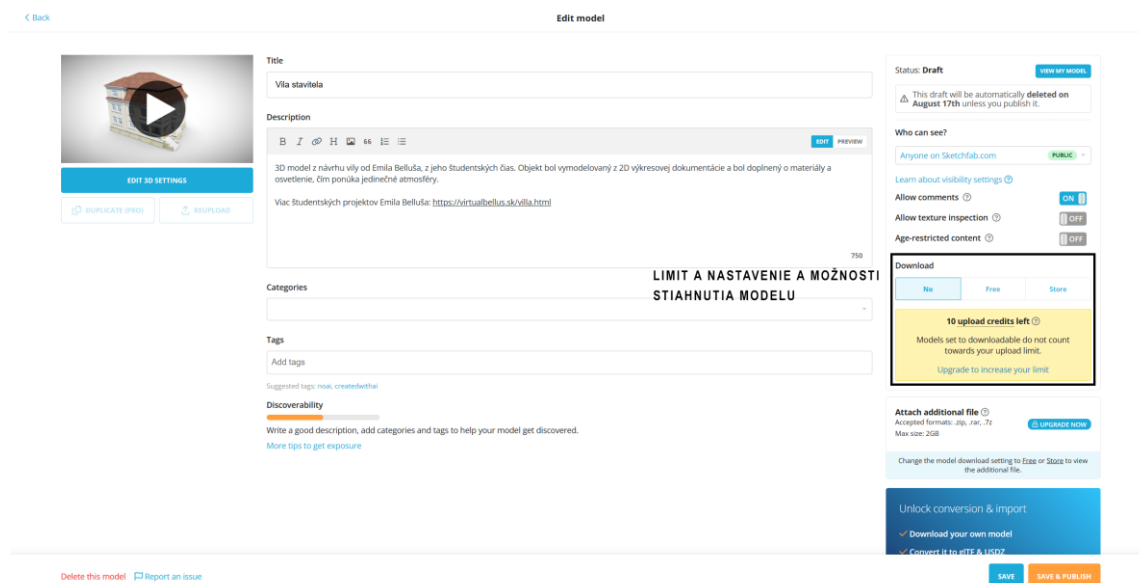 < Back
Edit model
EDIT 3D SETTINGS
DUPLICATE (PRO)
REUPLOAD
Title
Vila stavitela
Description
B I H 66
EDIT PREVIEW
3D model z návrhu vily od Emila Belluša, z jeho študentských čias. Objekt bol vymodelovaný z 2D výkresovej dokumentácie a bol doplnený o materiály a
osvetlenie, čím ponúka jedinečné atmosféry.
Viac študentských projektov Emila Belluša: https://virtualbellus.sk/villa.html
750
LIMIT A NASTAVENIE A MOŽNOSTI
STIAHNUTIA MODELU
Categories
Tags
Add tags
Suggested tags: noai, createdwithai
Discoverability
Write a good description, add categories and tags to help your model get discovered.
More tips to get exposure
Status: Draft
VIEW MY MODEL
This draft will be automatically deleted on
August 17th unless you publish it.
Who can see?
Anyone on Sketchfab.com
PUBLIC
Learn about visibility settings
Allow comments
ON
Allow texture inspection
OFF
Age-restricted content
OFF
Download
No
Free
Store
10 upload credits left
Models set to downloadable do not count
towards your upload limit.
Upgrade to increase your limit
Attach additional file
Accepted formats: .zip, .rar, .7z
Max size: 2GB
UPGRADE NOW
Change the model download setting to Free or Store to view
the additional file.
Unlock conversion & import
Download your own model
Convert it to glTF & USDZ
Delete this model
Report an issue
SAVE
SAVE & PUBLISH